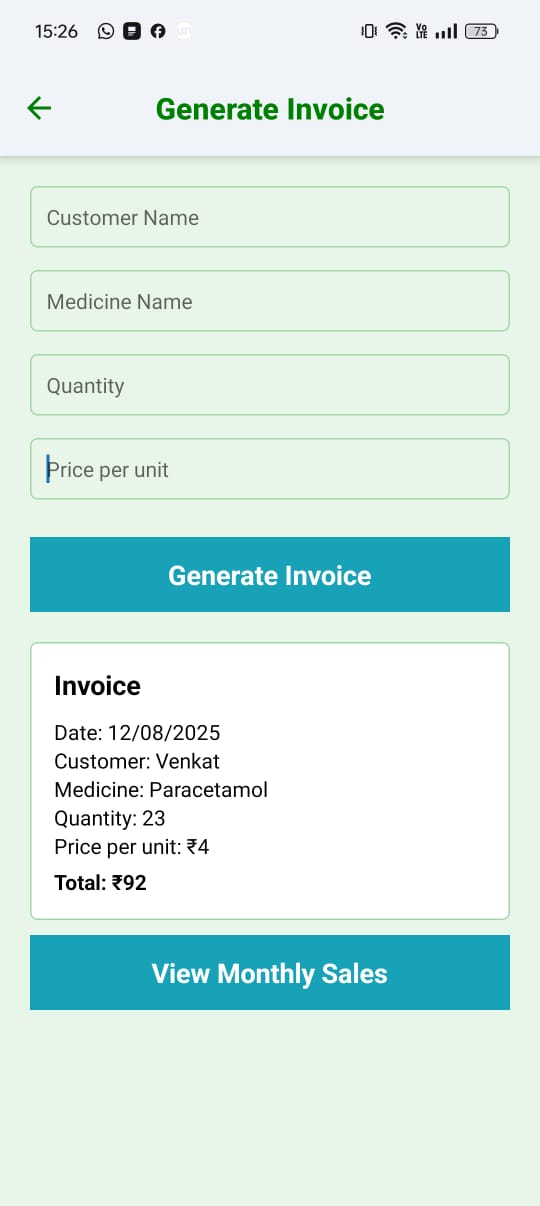 15:26 Vo LTE 73
Generate Invoice
Customer Name
Medicine Name
Quantity
Price per unit
Generate Invoice
Invoice
Date: 12/08/2025
Customer: Venkat
Medicine: Paracetamol
Quantity: 23
Price per unit: ₹4
Total: ₹92
View Monthly Sales